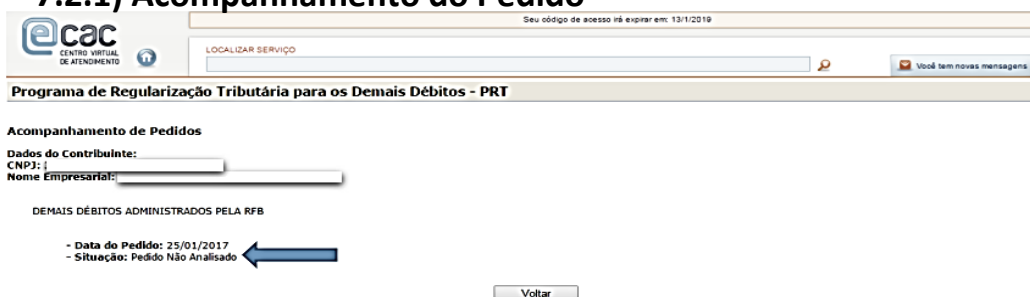 7.2.1) Acompanhamento do Pedido
Seu código de acesso irá expirar em: 13/1/2019
e cac
CENTRO VIRTUAL
DE ATENDIMENTO
LOCALIZAR SERVIÇO
Você tem novas mensagens
Programa de Regularização Tributária para os Demais Débitos - PRT
Acompanhamento de Pedidos
Dados do Contribuinte:
CNPJ:
Nome Empresarial:
DEMAIS DÉBITOS ADMINISTRADOS PELA RFB
- Data do Pedido: 25/01/2017
- Situação: Pedido Não Analisado
Voltar